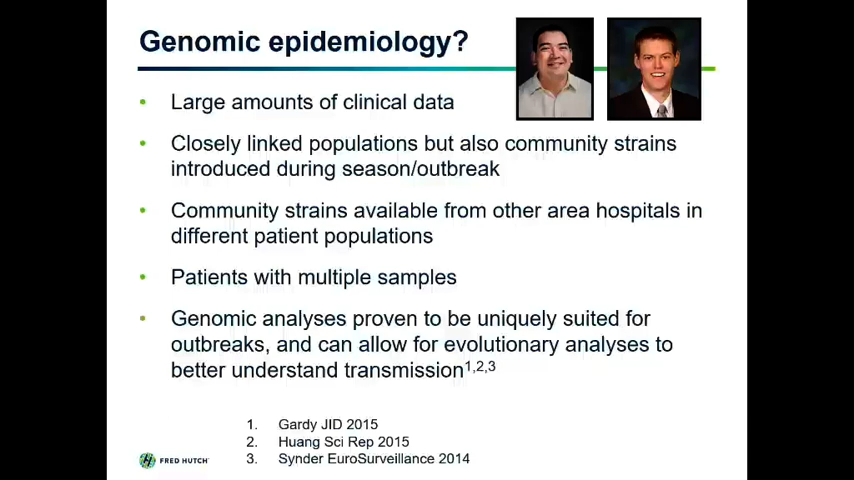 Genomic epidemiology?
• Large amounts of clinical data
• Closely linked populations but also community strains
introduced during season/outbreak
• Community strains available from other area hospitals in
different patient populations
• Patients with multiple samples
• Genomic analyses proven to be uniquely suited for
outbreaks, and can allow for evolutionary analyses to
better understand transmission1,2,3
1. Gardy JID 2015
2. Huang Sci Rep 2015
3. Synder EuroSurveillance 2014
FRED HUTCH